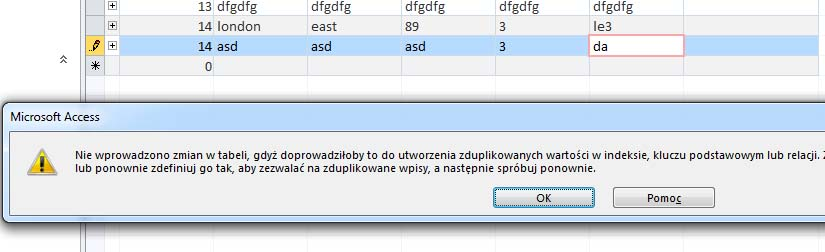 13 dfgdfg dfgdfg dfgdfg dfgdfg dfgdfg
14 london east 89 3 le3
14 asd asd asd 3 da
0
Microsoft Access
Nie wprowadzono zmian w tabeli, gdyż doprowadziłoby to do utworzenia zduplikowanych wartości w indeksie, kluczu podstawowym lub relacji.
lub ponownie zdefiniuj go tak, aby zezwalać na zduplikowane wpisy, a następnie spróbuj ponownie.
OK Pomoc